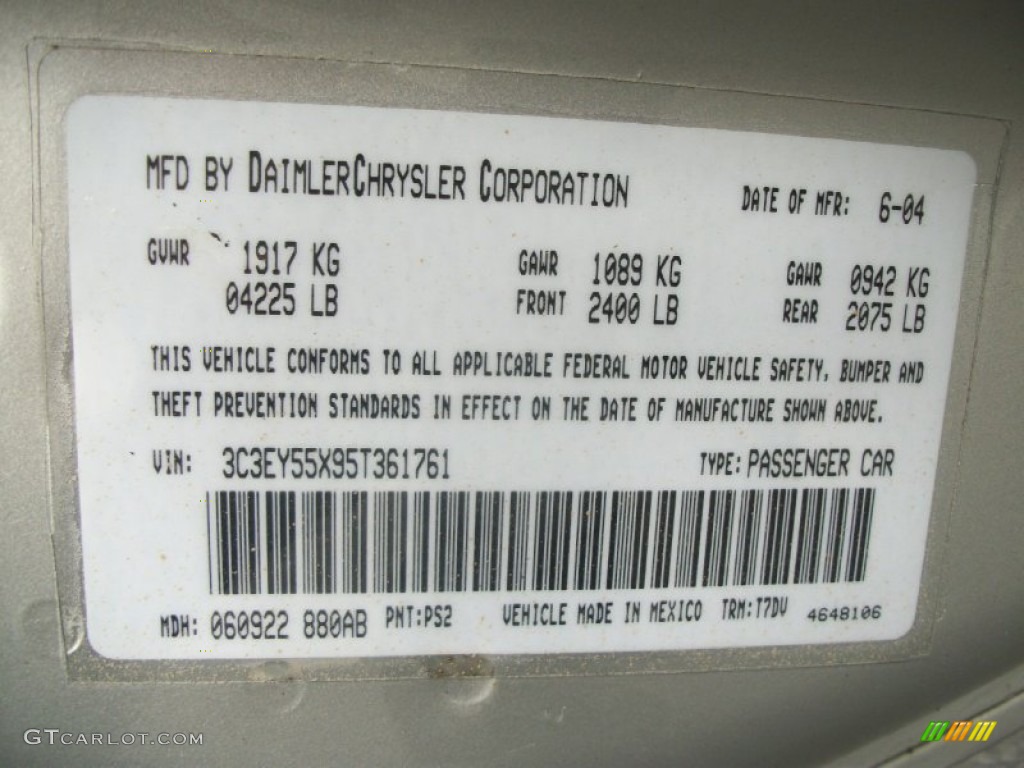 MFD BY DAIMLERCHRYSLER CORPORATION DATE OF MFR: 6-04
GVWR 1917 KG GAWR 1089 KG GAWR 0942 KG
04225 LB FRONT 2400 LB REAR 2075 LB
THIS VEHICLE CONFORMS TO ALL APPLICABLE FEDERAL MOTOR VEHICLE SAFETY, BUMPER AND
THEFT PREVENTION STANDARDS IN EFFECT ON THE DATE OF MANUFACTURE SHOWN ABOVE.
VIN: 3C3EY55X95T361761 TYPE: PASSENGER CAR
MDH: 060922 880AB PNT:PS2 VEHICLE MADE IN MEXICO TRM:T7DV 4648106
GTCARLOT.COM